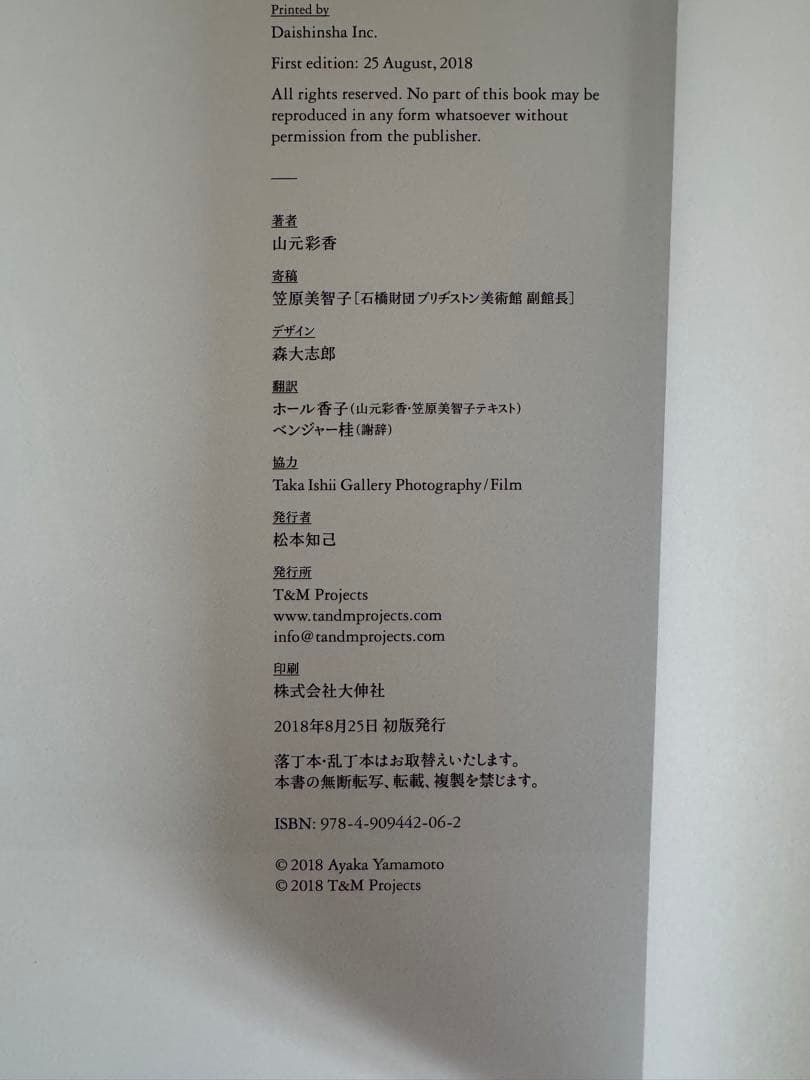 Printed by
Daishinsha Inc.
First edition: 25 August, 2018
All rights reserved. No part of this book may be
reproduced in any form whatsoever without
permission from the publisher.
著者
山元彩香
寄稿
笠原美智子[石橋財団 ブリヂストン美術館 副館長]
デザイン
森大志郎
翻訳
ホール香子(山元彩香・笠原美智子テキスト)
ベンジャー桂(謝辞)
協力
Taka Ishii Gallery Photography/Film
発行者
松本知己
発行所
T&M Projects
www.tandmprojects.com
info@tandmprojects.com
印刷
株式会社大伸社
2018年8月25日 初版発行
落丁本・乱丁本はお取替えいたします。
本書の無断転写、転載、複製を禁じます。
ISBN: 978-4-909442-06-2
© 2018 Ayaka Yamamoto
© 2018 T&M Projects